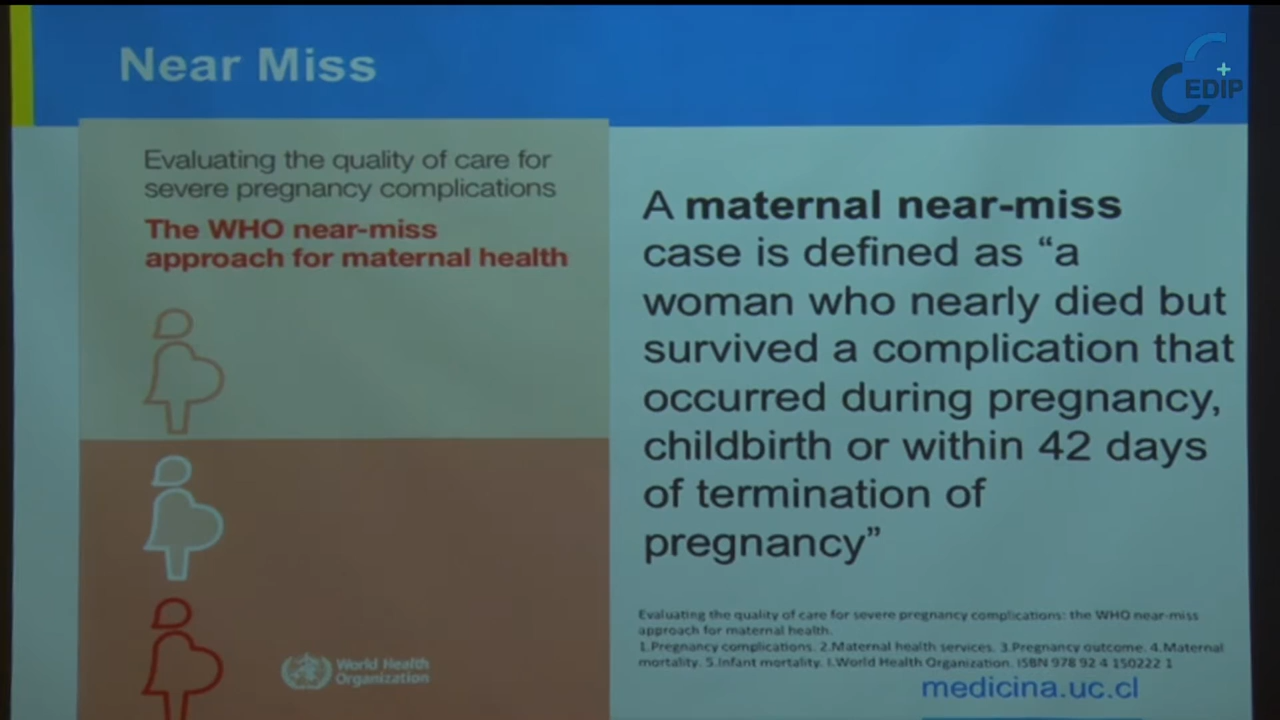 Near Miss
EDIP
Evaluating the quality of care for
severe pregnancy complications
The WHO near-miss
approach for maternal health
World Health
Organization
A maternal near-miss
case is defined as “a
woman who nearly died but
survived a complication that
occurred during pregnancy,
childbirth or within 42 days
of termination of
pregnancy”
Evaluating the quality of care for severe pregnancy complications: the WHO near-miss
approach for maternal health.
1.Pregnancy complications. 2.Maternal health services. 3.Pregnancy outcome. 4.Maternal
mortality. 5.Infant mortality. I.World Health Organization. ISBN 978 92 4 150222 1
medicina.uc.cl